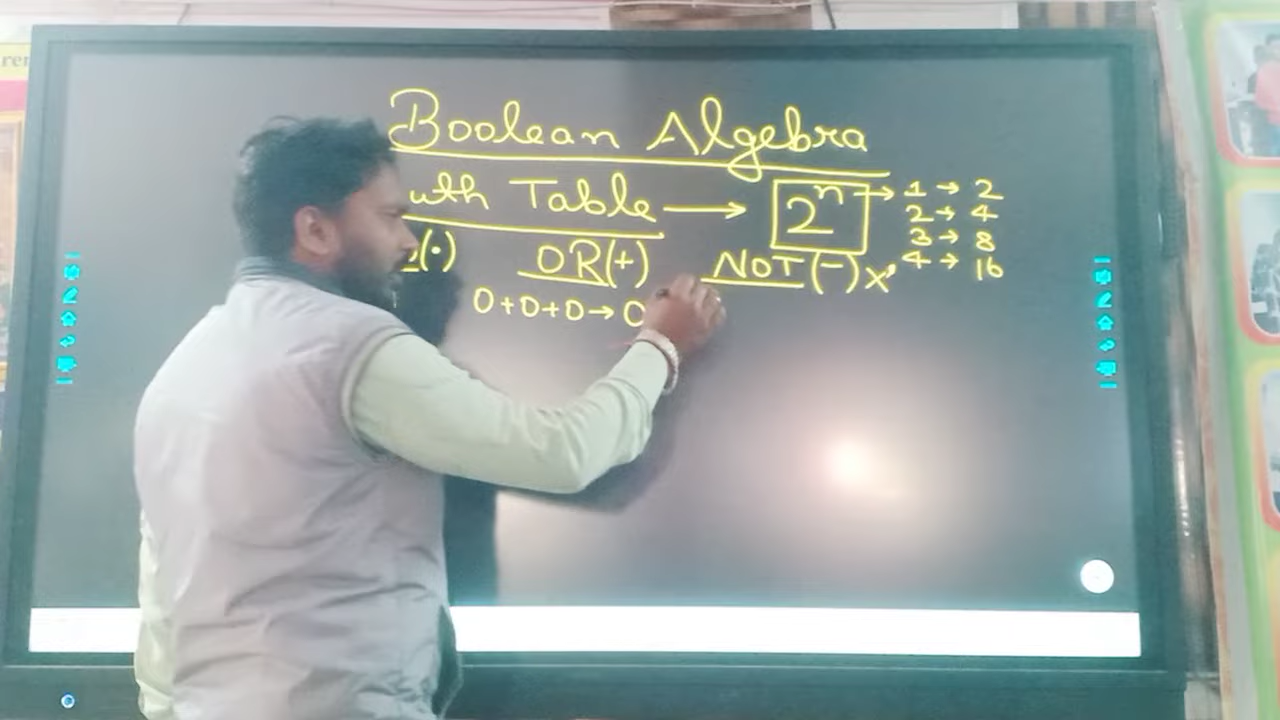 Boolean Algebra
uth Table → 2ⁿ → 1 → 2
2 → 4
3 → 8
4 → 16
(·) OR(+) NOT(−) X'
0+0+0→0